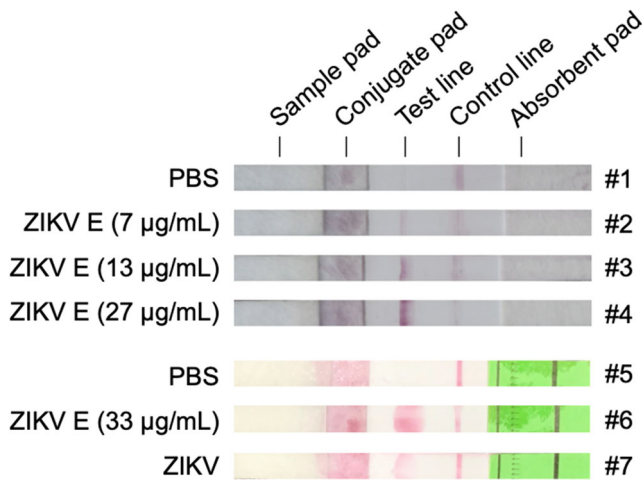 Sample pad
Conjugate pad
Test line
Control line
Absorbent pad
PBS #1
ZIKV E (7 µg/mL) #2
ZIKV E (13 µg/mL) #3
ZIKV E (27 µg/mL) #4
PBS #5
ZIKV E (33 µg/mL) #6
ZIKV #7